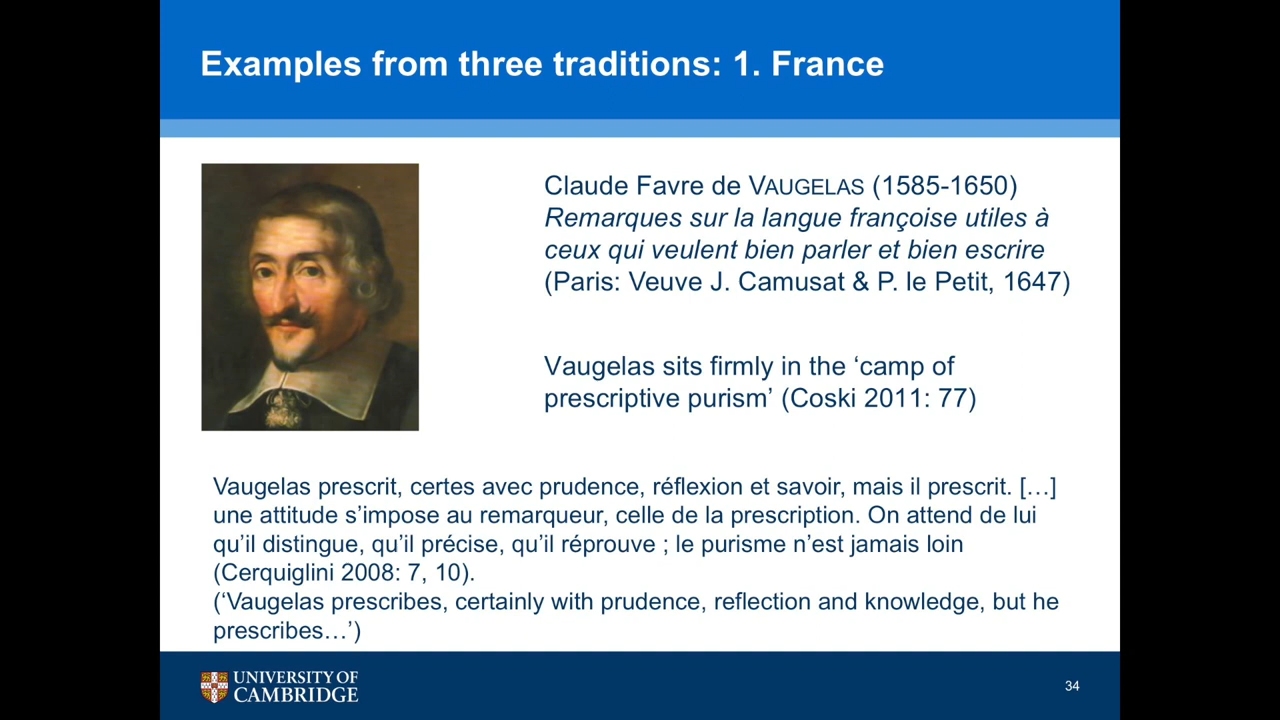 Examples from three traditions: 1. France
Claude Favre de VAUGELAS (1585-1650)
Remarques sur la langue françoise utiles à
ceux qui veulent bien parler et bien escrire
(Paris: Veuve J. Camusat & P. le Petit, 1647)
Vaugelas sits firmly in the ‘camp of
prescriptive purism’ (Coski 2011: 77)
Vaugelas prescrit, certes avec prudence, réflexion et savoir, mais il prescrit. […]
une attitude s’impose au remarqueur, celle de la prescription. On attend de lui
qu’il distingue, qu’il précise, qu’il réprouve ; le purisme n’est jamais loin
(Cerquiglini 2008: 7, 10).
(‘Vaugelas prescribes, certainly with prudence, reflection and knowledge, but he
prescribes…’)
UNIVERSITY OF
CAMBRIDGE
34